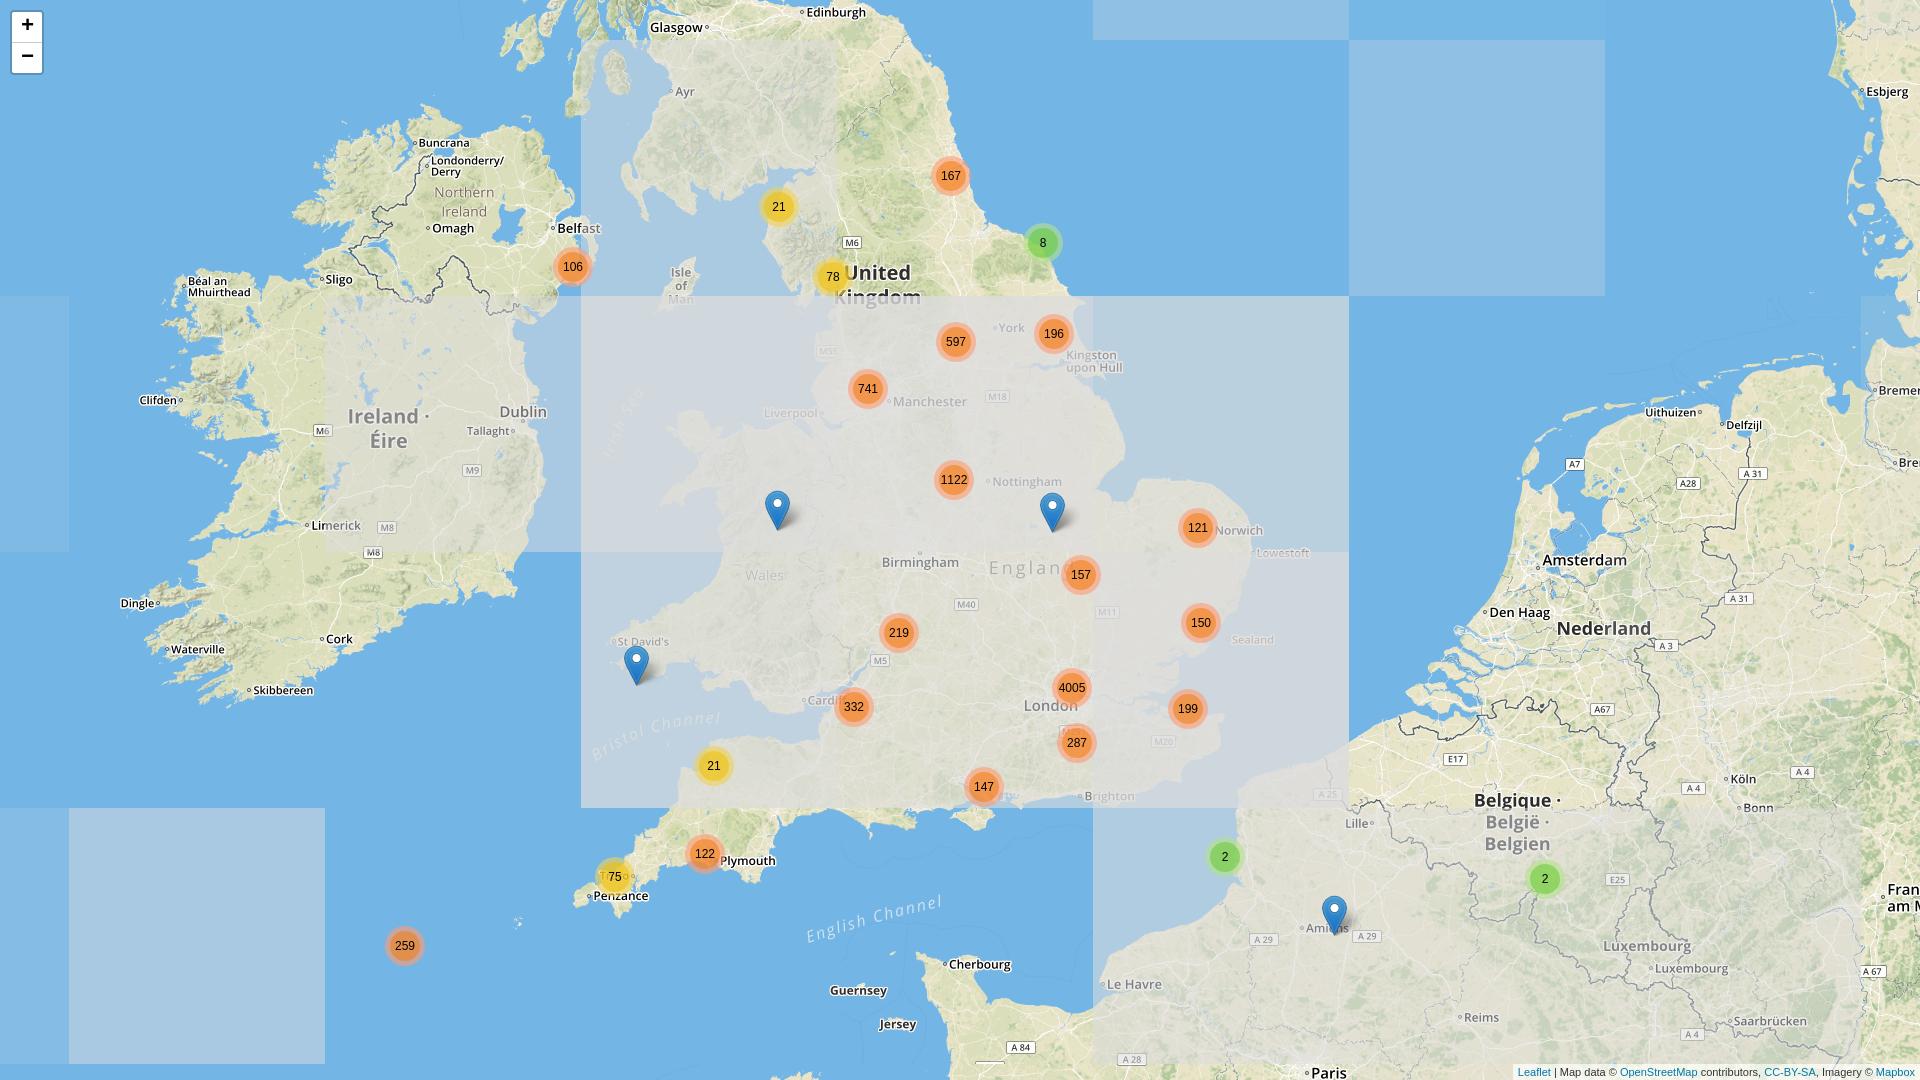 +
−
Edinburgh
Glasgow
Ayr
Esbjerg
Buncrana
Londonderry/
Derry
Northern
Ireland
Omagh
Belfast
167
21
M6
8
106
78
United
Kingdom
Isle
of
Man
Sligo
Béal an
Mhuirthead
597
York
196
Kingston
upon Hull
M55
741
Manchester
M18
Liverpool
Clifden
Ireland ·
Éire
Dublin
Tallaght
M6
M9
Uithuizen
Delfzijl
A7
A 31
A28
1122
Nottingham
Limerick
M8
M8
121
Norwich
Lowestoft
Birmingham
Wales
England
157
Amsterdam
A 31
Dingle
M40
M11
Den Haag
Nederland
219
150
Cork
Waterville
St David's
Sealand
M5
A 3
Skibbereen
4005
London
Cardiff
332
199
A67
Bristol Channel
287
M20
E17
21
147
Brighton
A 25
Köln
A 4
A 4
Bonn
Belgique ·
België ·
Belgien
Lille
122
Plymouth
2
75
Penzance
2
E25
English Channel
259
Amiens
A 29
A 29
Luxembourg
Luxembourg
A 67
Cherbourg
Guernsey
Le Havre
Jersey
Reims
Saarbrücken
A 84
A 28
A 4
Paris
Leaflet | Map data © OpenStreetMap contributors, CC-BY-SA, Imagery © Mapbox